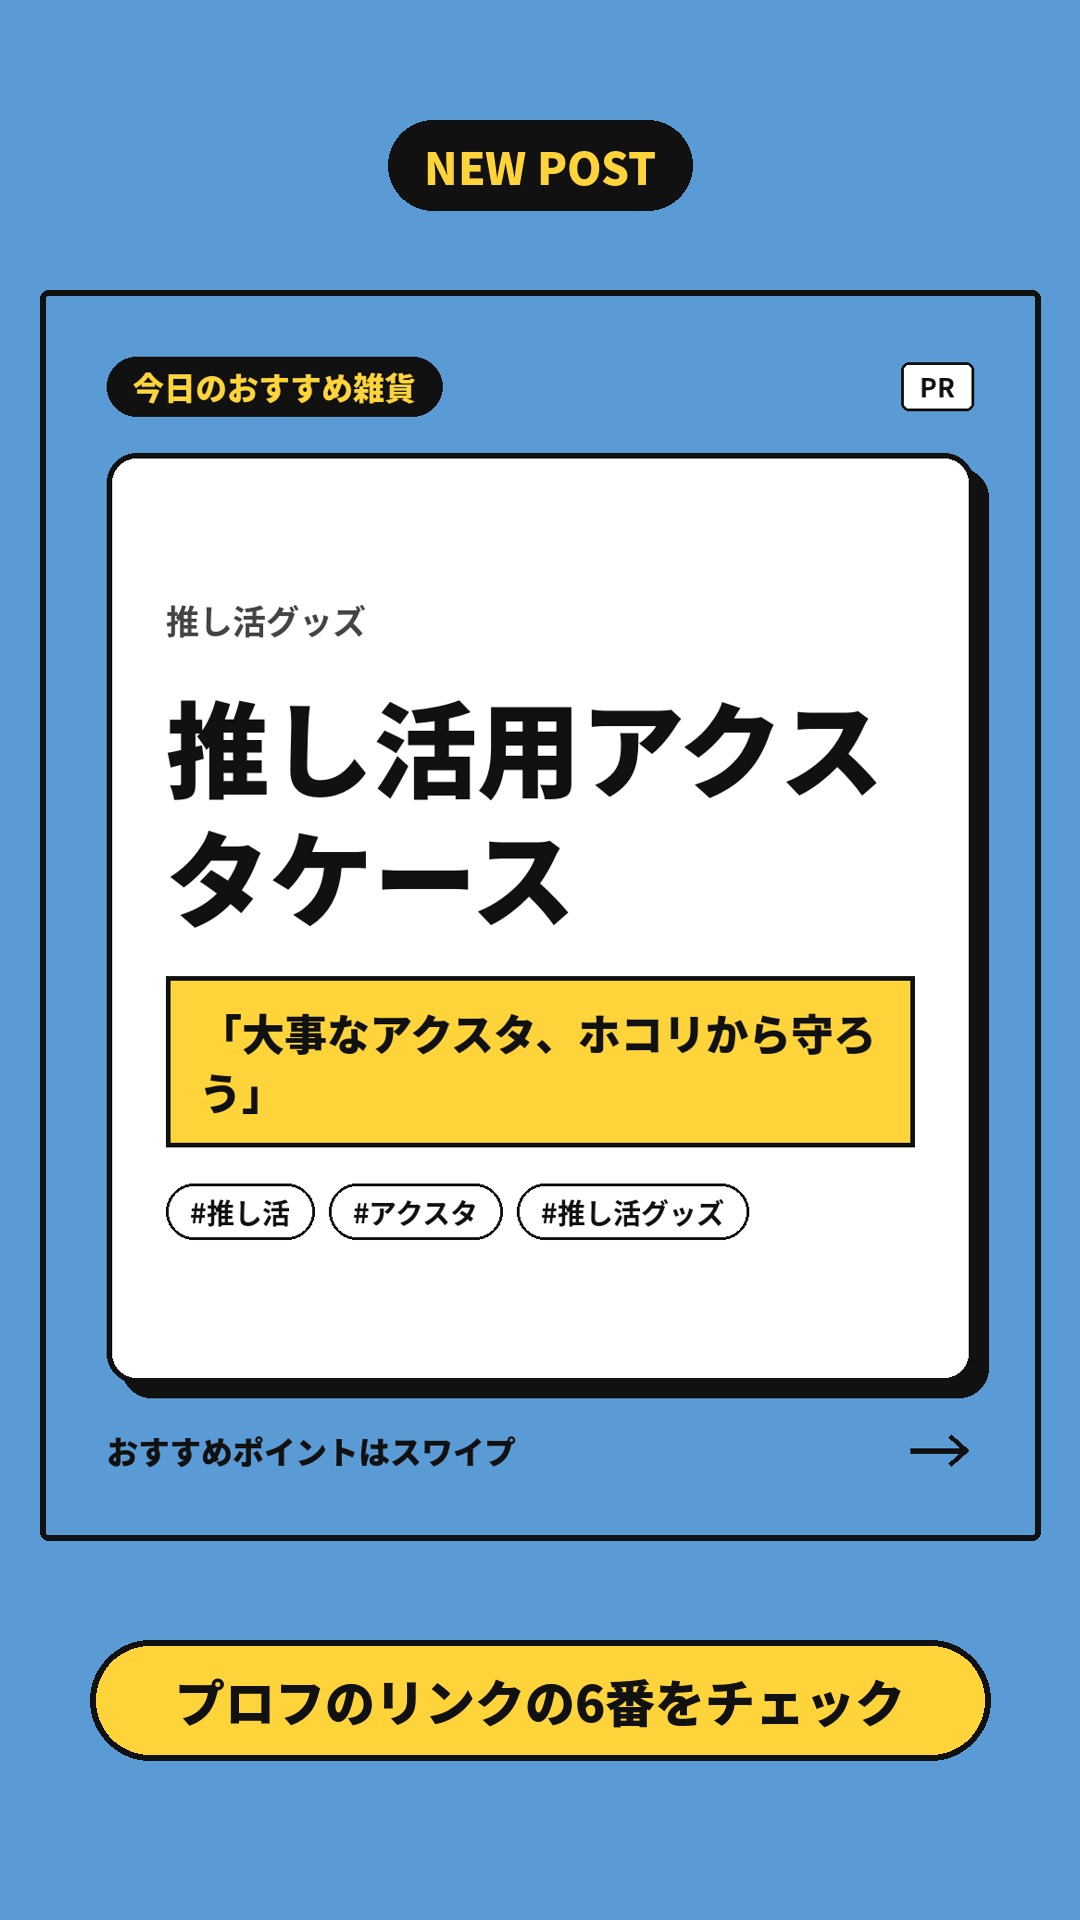 NEW POST
今日のおすすめ雑貨
PR
推し活グッズ
推し活用アクス
タケース
「大事なアクスタ、ホコリから守ろ
う」
#推し活 #アクスタ #推し活グッズ
おすすめポイントはスワイプ →
プロフのリンクの6番をチェック